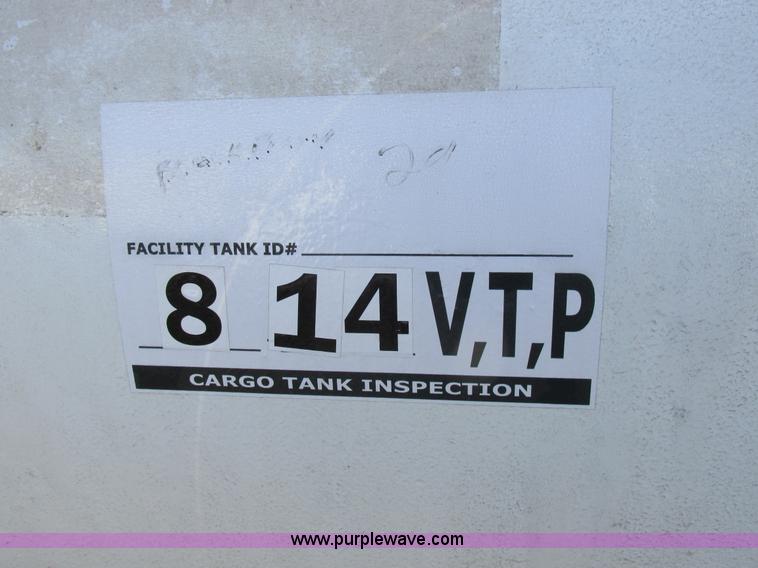 FACILITY TANK ID#
8 14 V,T,P
CARGO TANK INSPECTION
www.purplewave.com